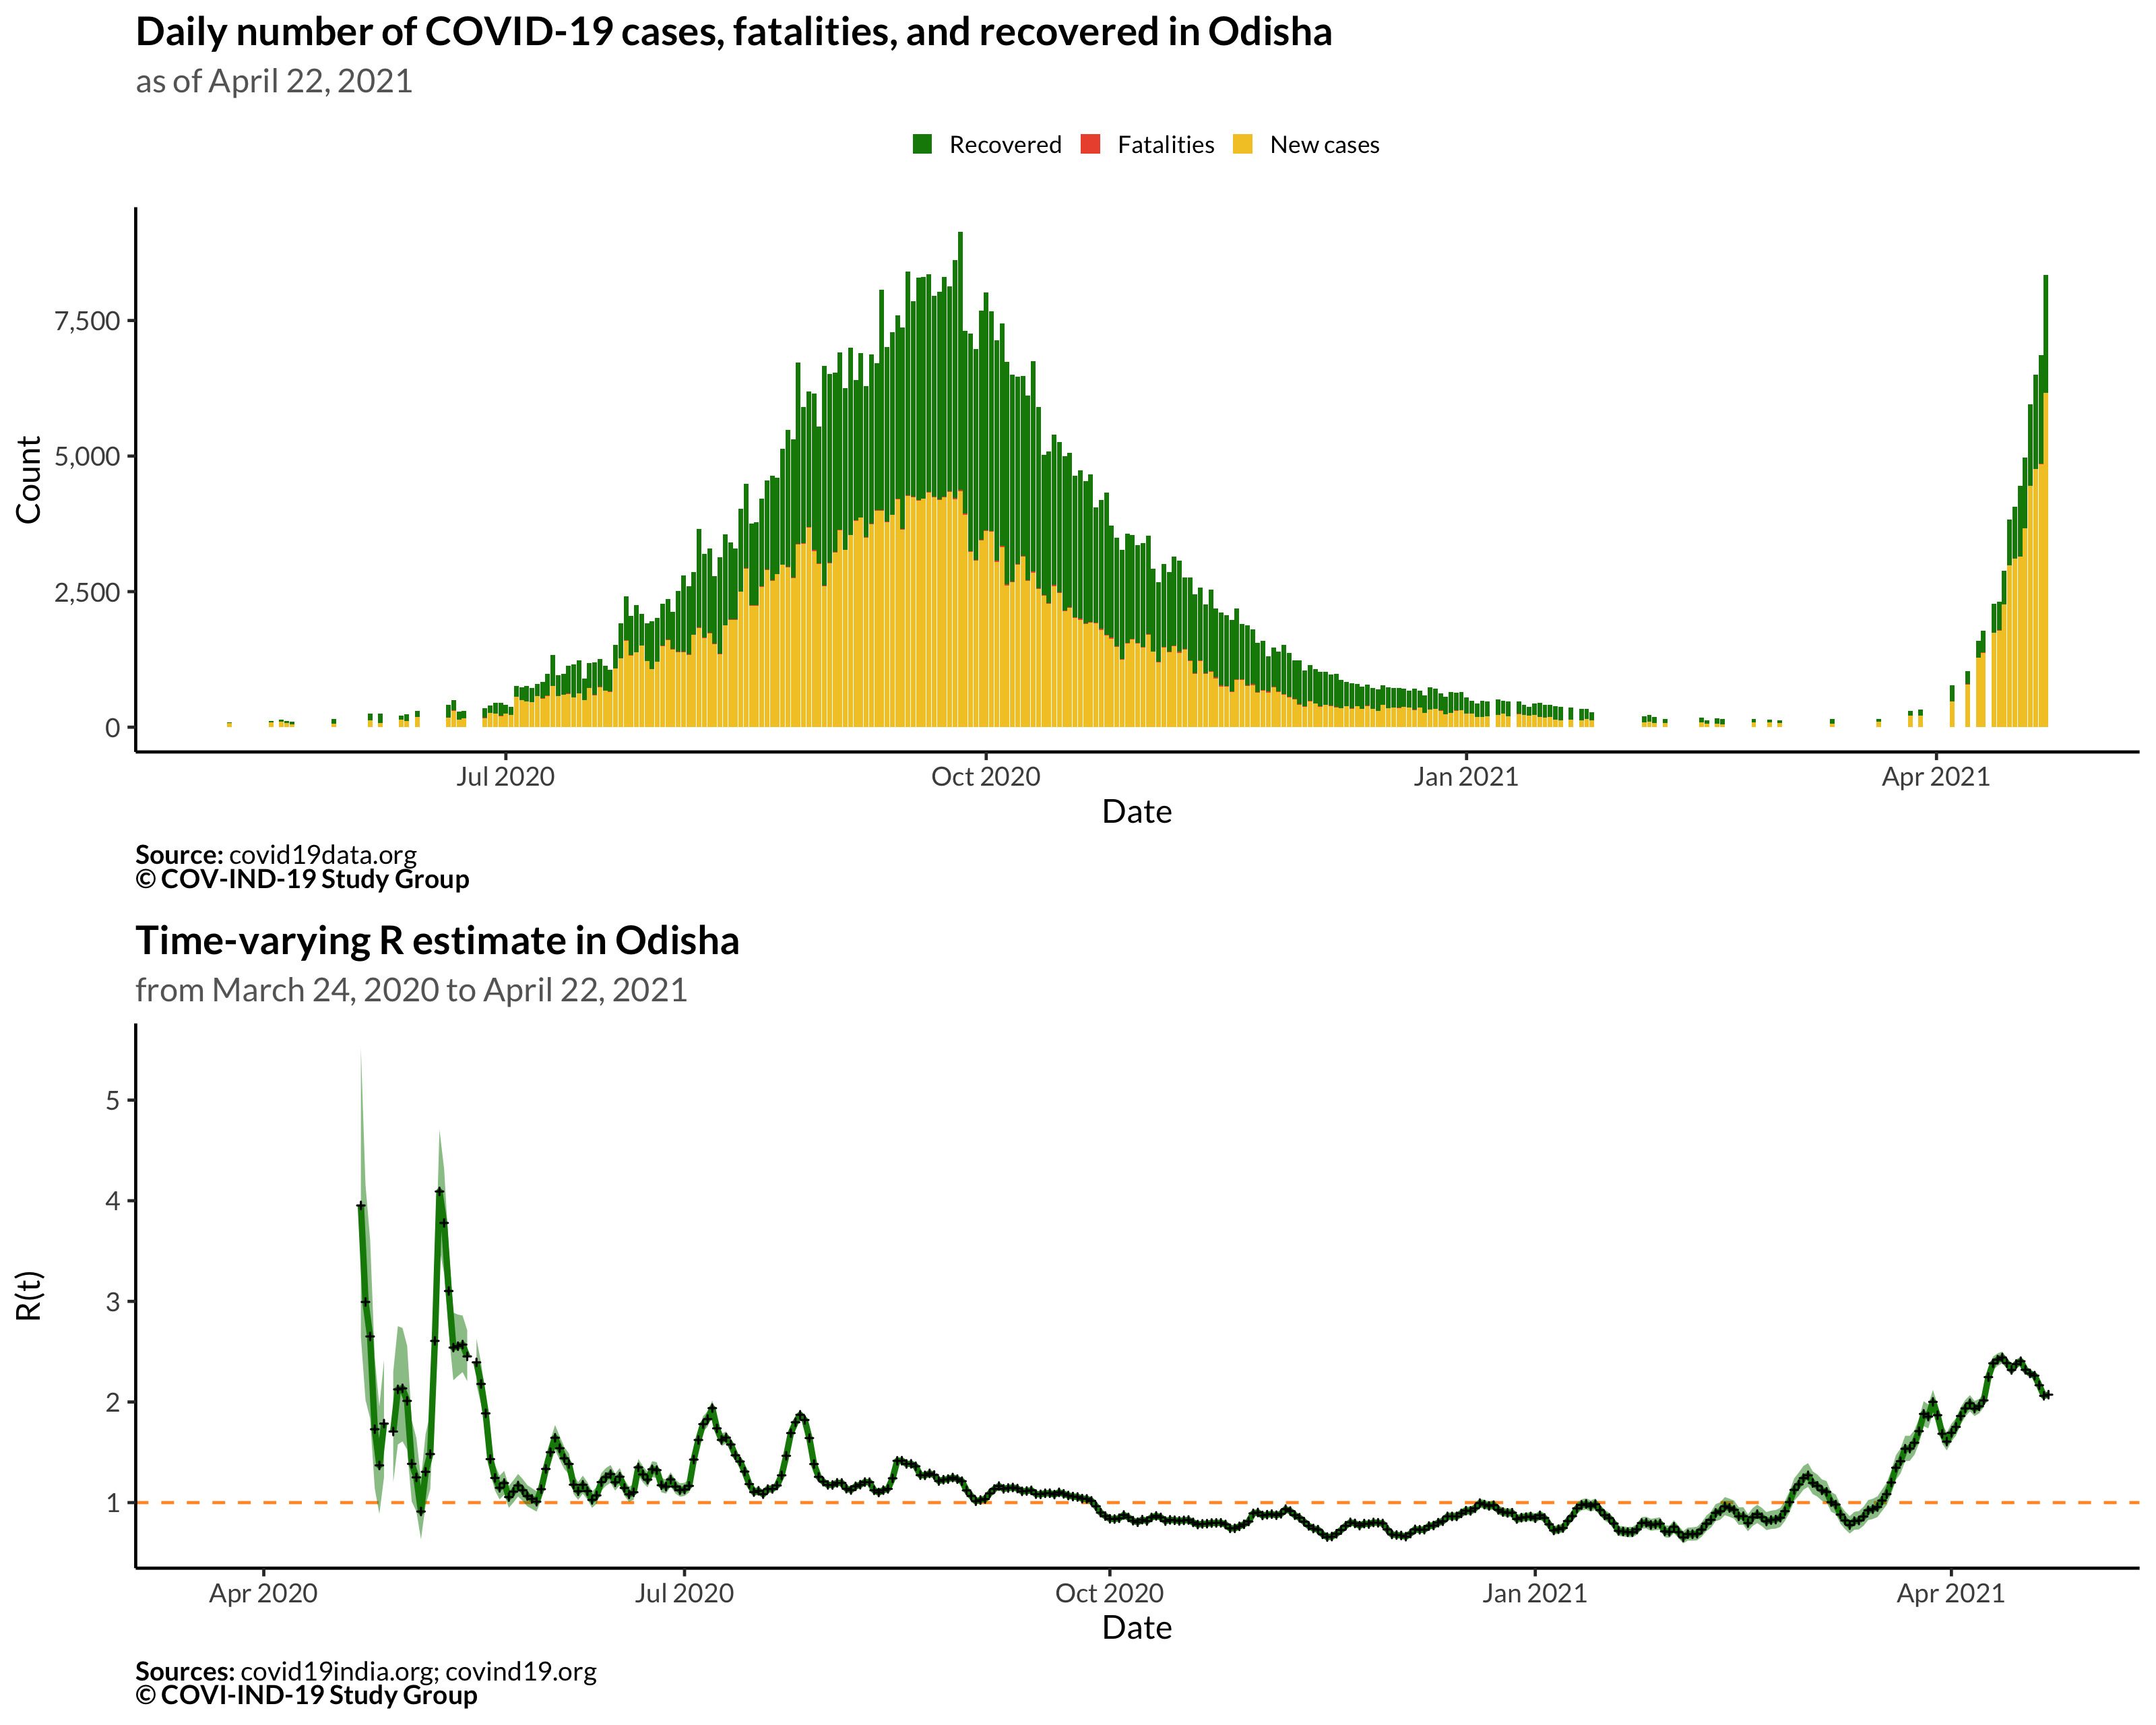 Daily number of COVID-19 cases, fatalities, and recovered in Odisha
as of April 22, 2021
Recovered Fatalities New cases
Count
7,500
5,000
2,500
0
Jul 2020 Oct 2020 Jan 2021 Apr 2021
Date
Source: covid19data.org
© COV-IND-19 Study Group
Time-varying R estimate in Odisha
from March 24, 2020 to April 22, 2021
R(t)
5
4
3
2
1
Apr 2020 Jul 2020 Oct 2020 Jan 2021 Apr 2021
Date
Sources: covid19india.org; covind19.org
© COVI-IND-19 Study Group